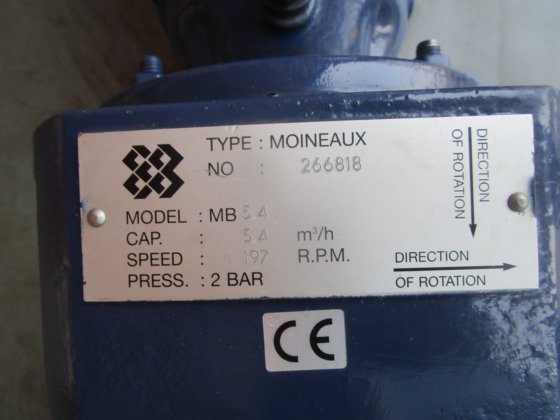 TYPE : MOINEAUX
NO : 266818
MODEL : MB 5.4
CAP. : 5.4 m³/h
SPEED : 197 R.P.M.
PRESS. : 2 BAR
DIRECTION
OF ROTATION
DIRECTION
OF ROTATION
CE